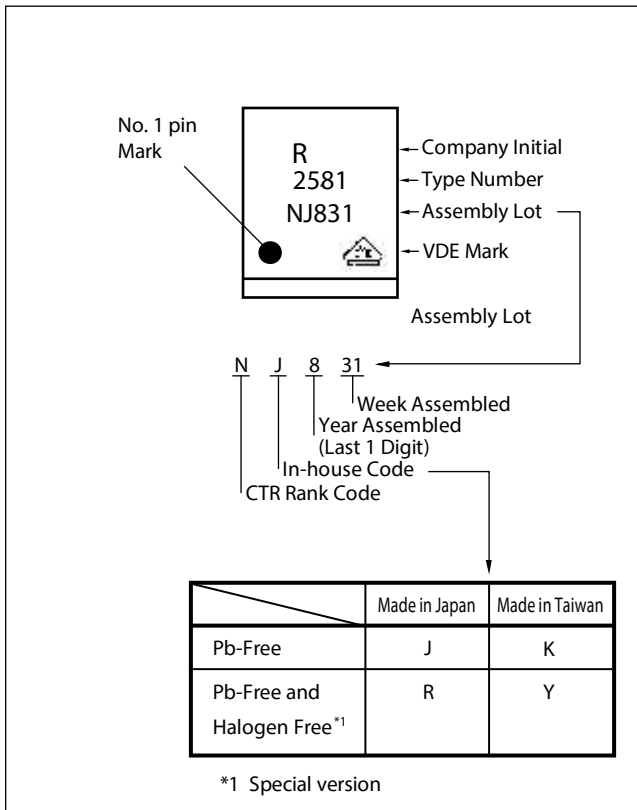 No. 1 pin
Mark
R
2581
NJ831
Company Initial
Type Number
Assembly Lot
VDE Mark
Assembly Lot
N J 8 31
Week Assembled
Year Assembled
(Last 1 Digit)
In-house Code
CTR Rank Code
Made in Japan Made in Taiwan
Pb-Free J K
Pb-Free and R Y
Halogen Free*1
*1 Special version